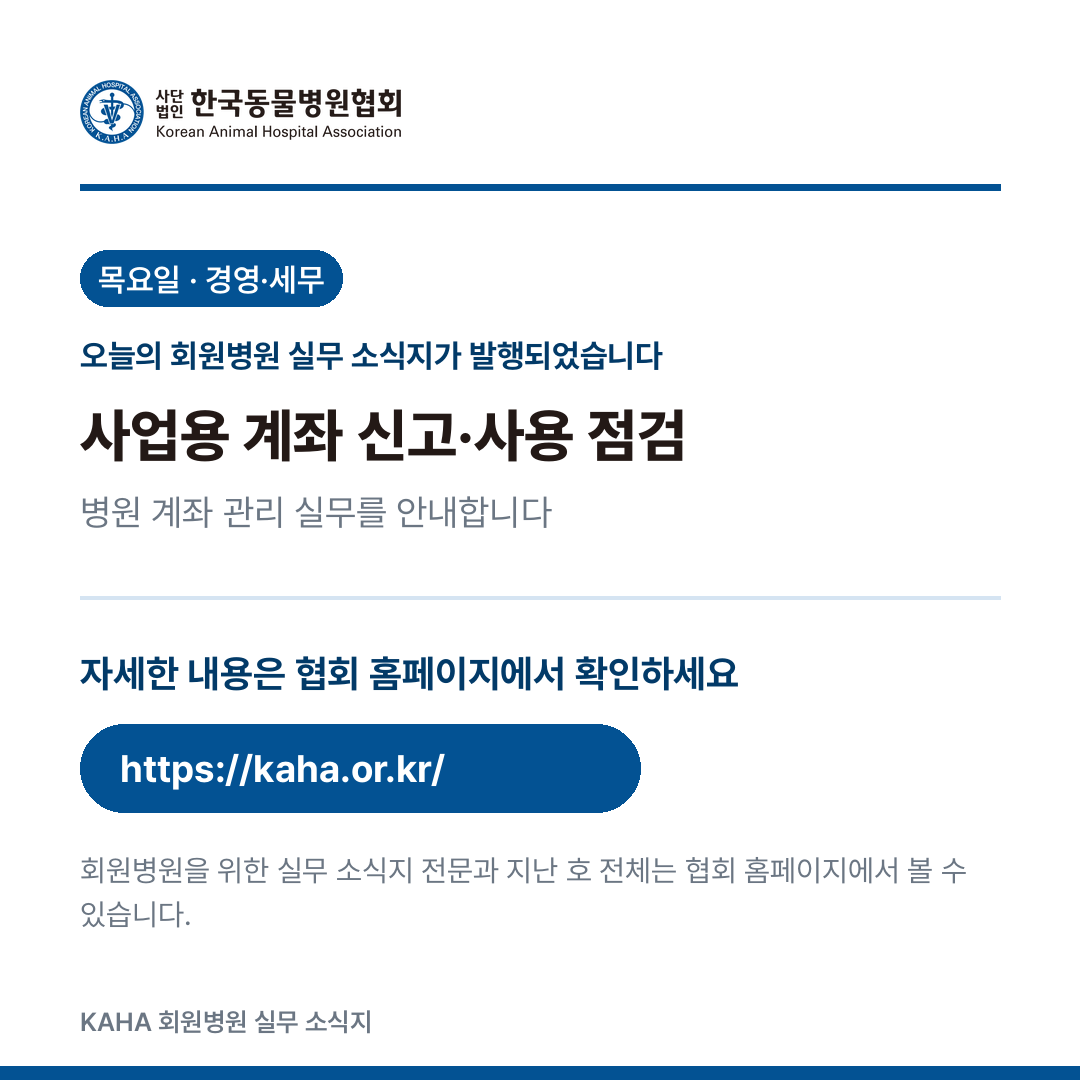 KOREAN ANIMAL HOSPITAL ASSOCIATION
K.A.H.A
사단법인 한국동물병원협회
Korean Animal Hospital Association
목요일 · 경영·세무
오늘의 회원병원 실무 소식지가 발행되었습니다
사업용 계좌 신고·사용 점검
병원 계좌 관리 실무를 안내합니다
자세한 내용은 협회 홈페이지에서 확인하세요
https://kaha.or.kr/
회원병원을 위한 실무 소식지 전문과 지난 호 전체는 협회 홈페이지에서 볼 수
있습니다.
KAHA 회원병원 실무 소식지